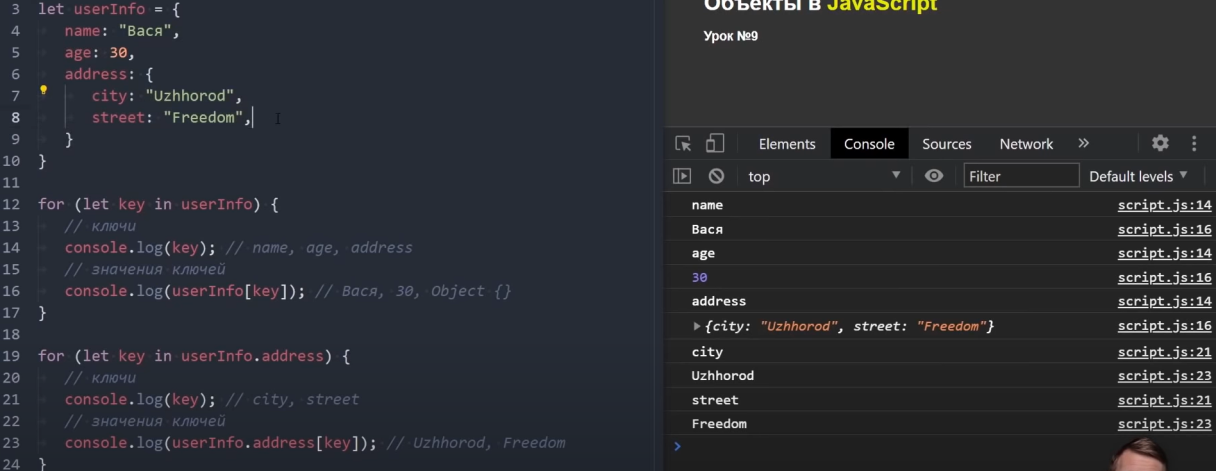 3 let userInfo = {
4 name: "Вася",
5 age: 30,
6 address: {
7 city: "Uzhhorod",
8 street: "Freedom",
9 }
10 }
11
12 for (let key in userInfo) {
13 // ключи
14 console.log(key); // name, age, address
15 // значения ключей
16 console.log(userInfo[key]); // Вася, 30, Object {}
17 }
18
19 for (let key in userInfo.address) {
20 // ключи
21 console.log(key); // city, street
22 // значения ключей
23 console.log(userInfo.address[key]); // Uzhhorod, Freedom
24 }
Объекты в JavaScript
Урок №9
Elements Console Sources Network »
top Filter Default levels
name script.js:14
Вася script.js:16
age script.js:14
30 script.js:16
address script.js:14
{city: "Uzhhorod", street: "Freedom"} script.js:16
city script.js:21
Uzhhorod script.js:23
street script.js:21
Freedom script.js:23
>